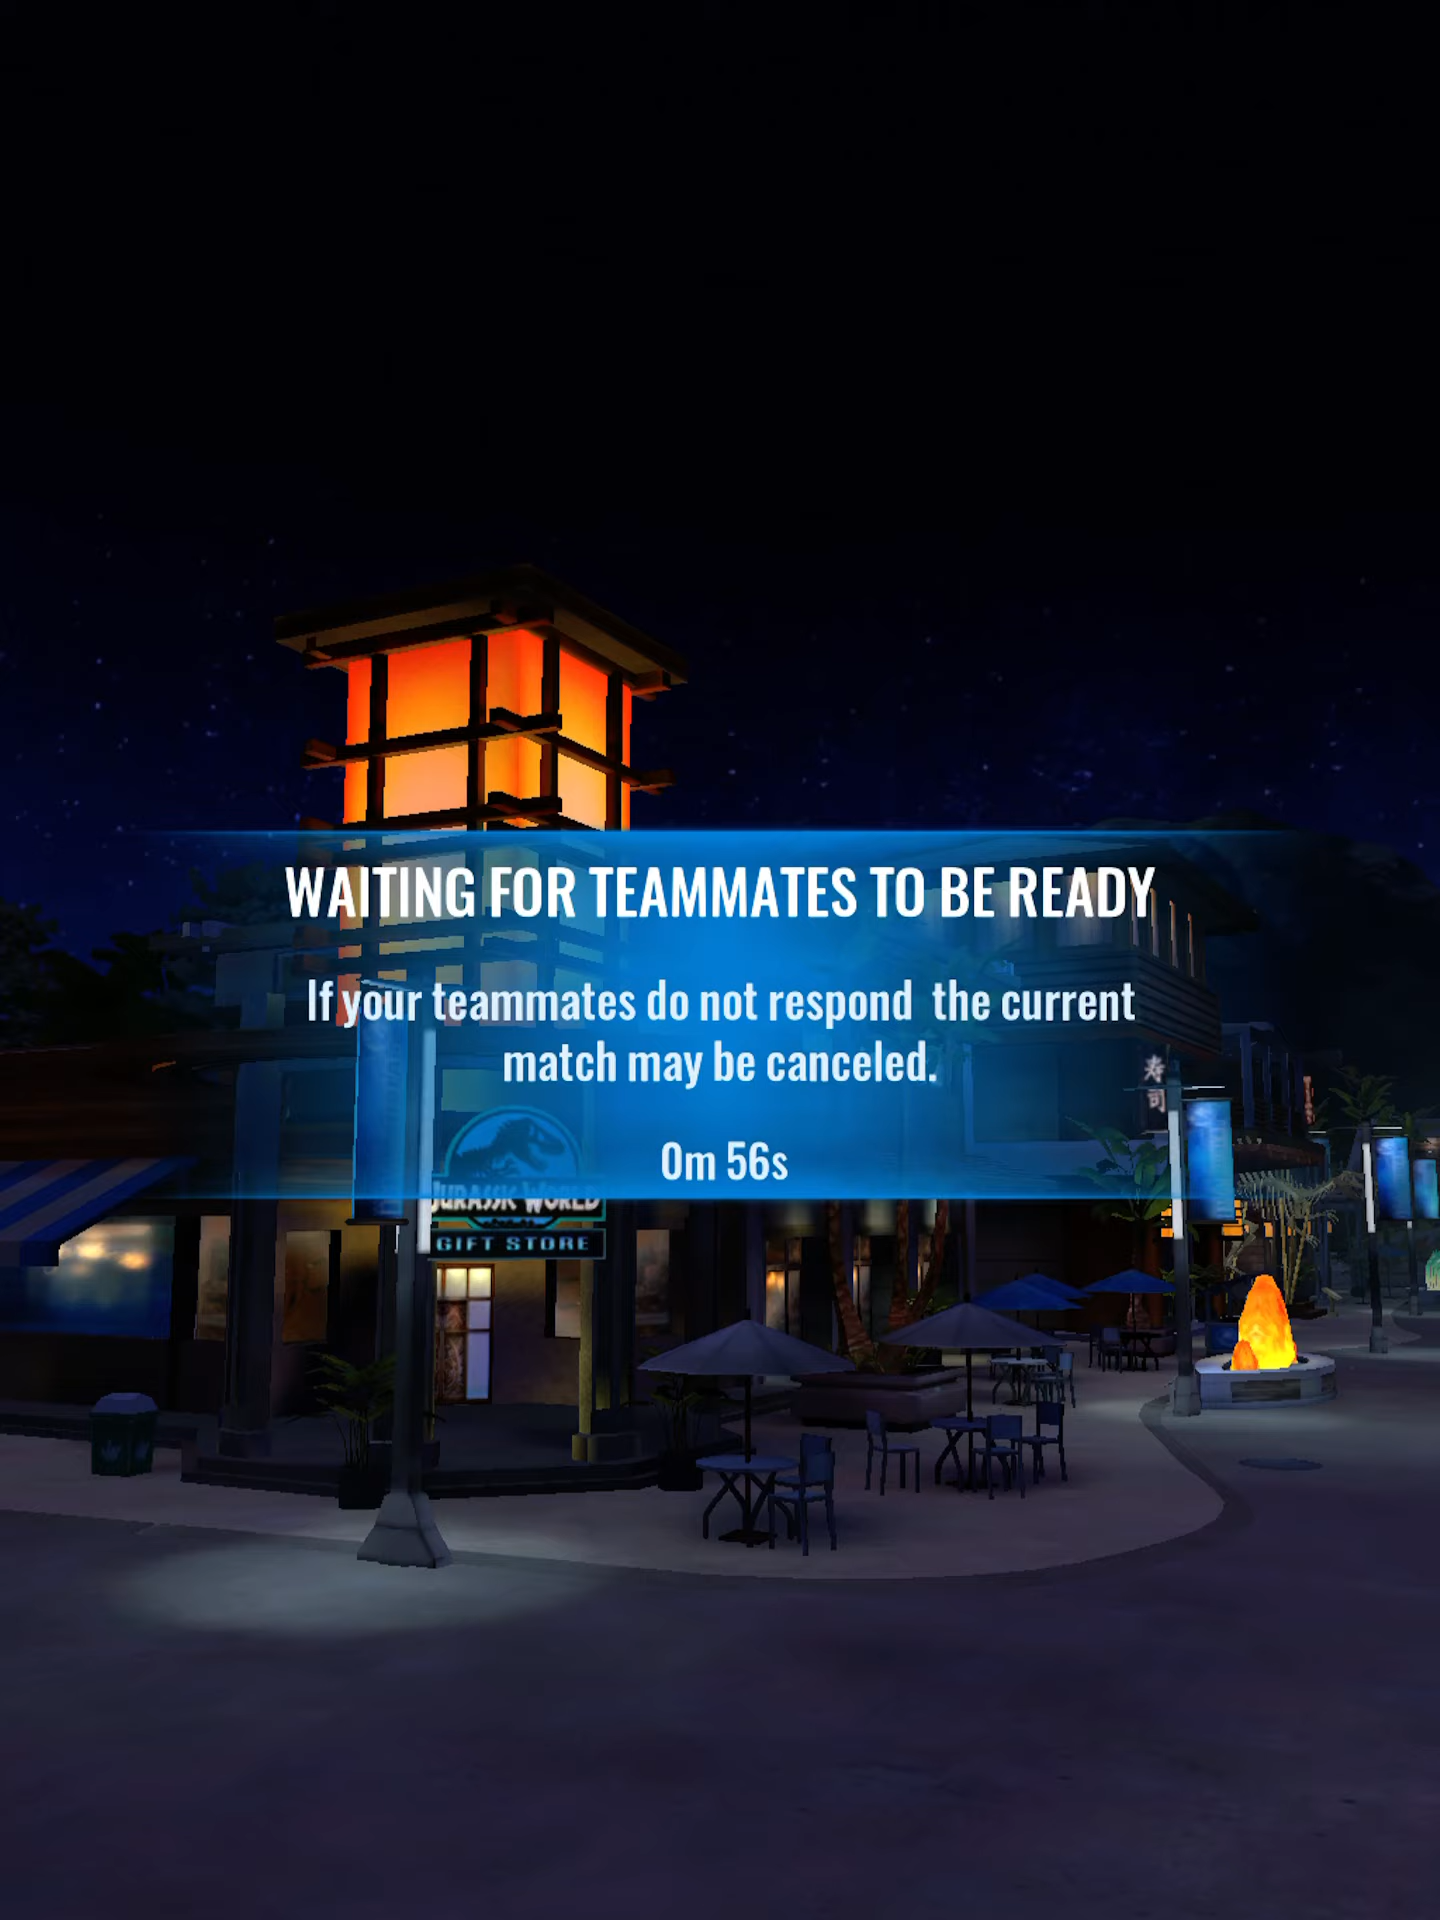 WAITING FOR TEAMMATES TO BE READY
If your teammates do not respond  the current
match may be canceled.
0m 56s
寿
司
JURASSIC WORLD
GIFT STORE